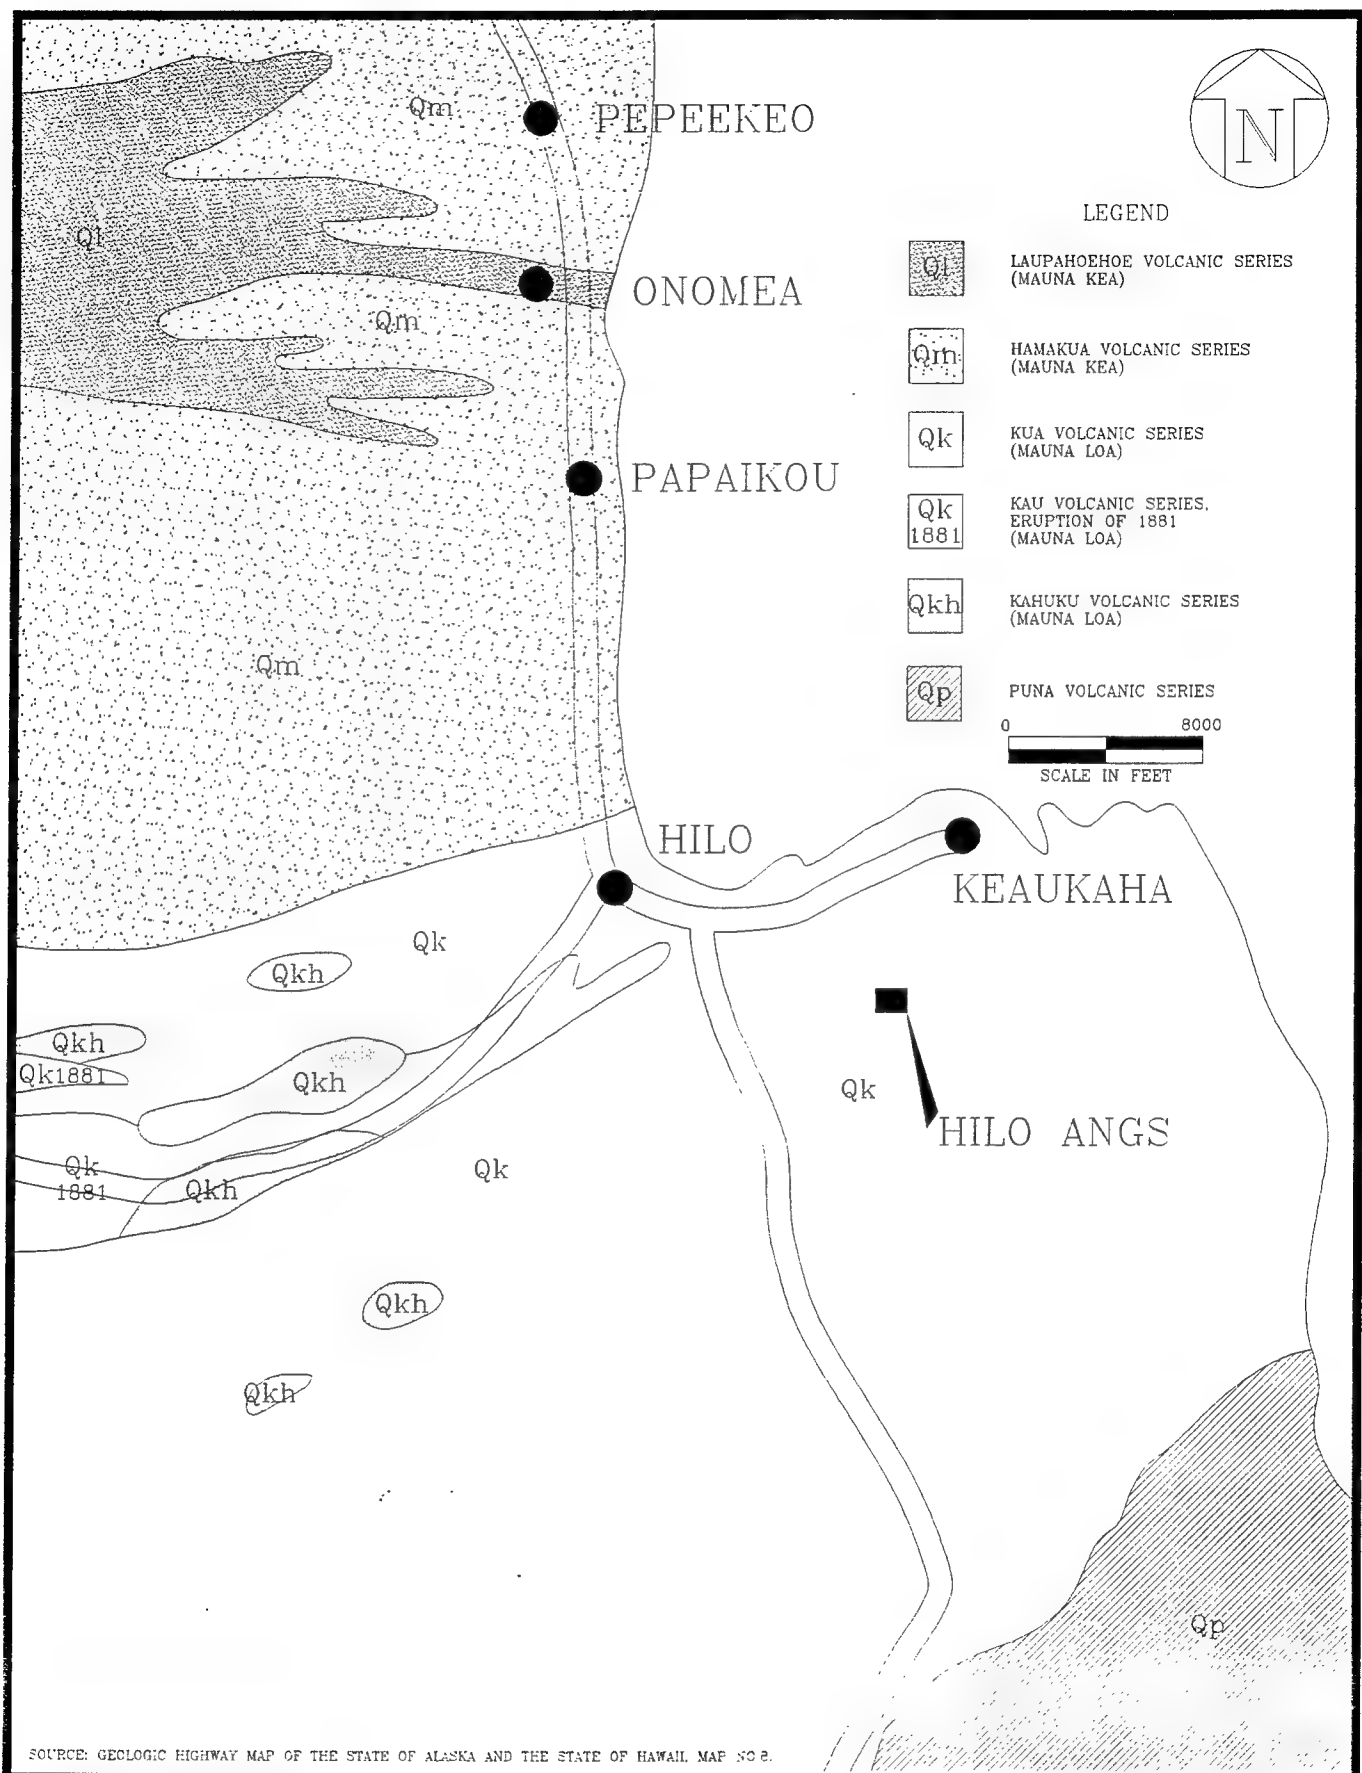 Qm
PEPEEKEO
N
LEGEND
Ql
Ql
LAUPAHOEHOE VOLCANIC SERIES
(MAUNA KEA)
ONOMEA
Qm
Qm
HAMAKUA VOLCANIC SERIES
(MAUNA KEA)
Qk
KUA VOLCANIC SERIES
(MAUNA LOA)
PAPAIKOU
Qk
1881
KAU VOLCANIC SERIES,
ERUPTION OF 1881
(MAUNA LOA)
Qkh
KAHUKU VOLCANIC SERIES
(MAUNA LOA)
Qm
Qp
PUNA VOLCANIC SERIES
0 8000
SCALE IN FEET
HILO
KEAUKAHA
Qk
Qkh
Qkh
Qk1881
Qkh
Qk
HILO ANGS
Qk
1881
Qkh
Qk
Qkh
Qkh
Qp
SOURCE: GEOLOGIC HIGHWAY MAP OF THE STATE OF ALASKA AND THE STATE OF HAWAII, MAP NO 8.